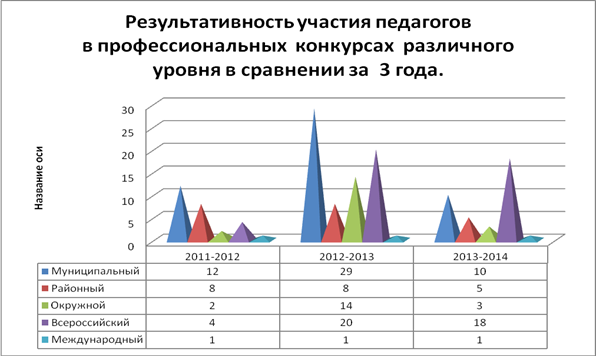 Результативность участия педагогов
в профессиональных конкурсах различного
уровня в сравнении за 3 года.
Название оси
30
25
20
15
10
5
0
2011-2012 2012-2013 2013-2014
Муниципальный 12 29 10
Районный 8 8 5
Окружной 2 14 3
Всероссийский 4 20 18
Международный 1 1 1